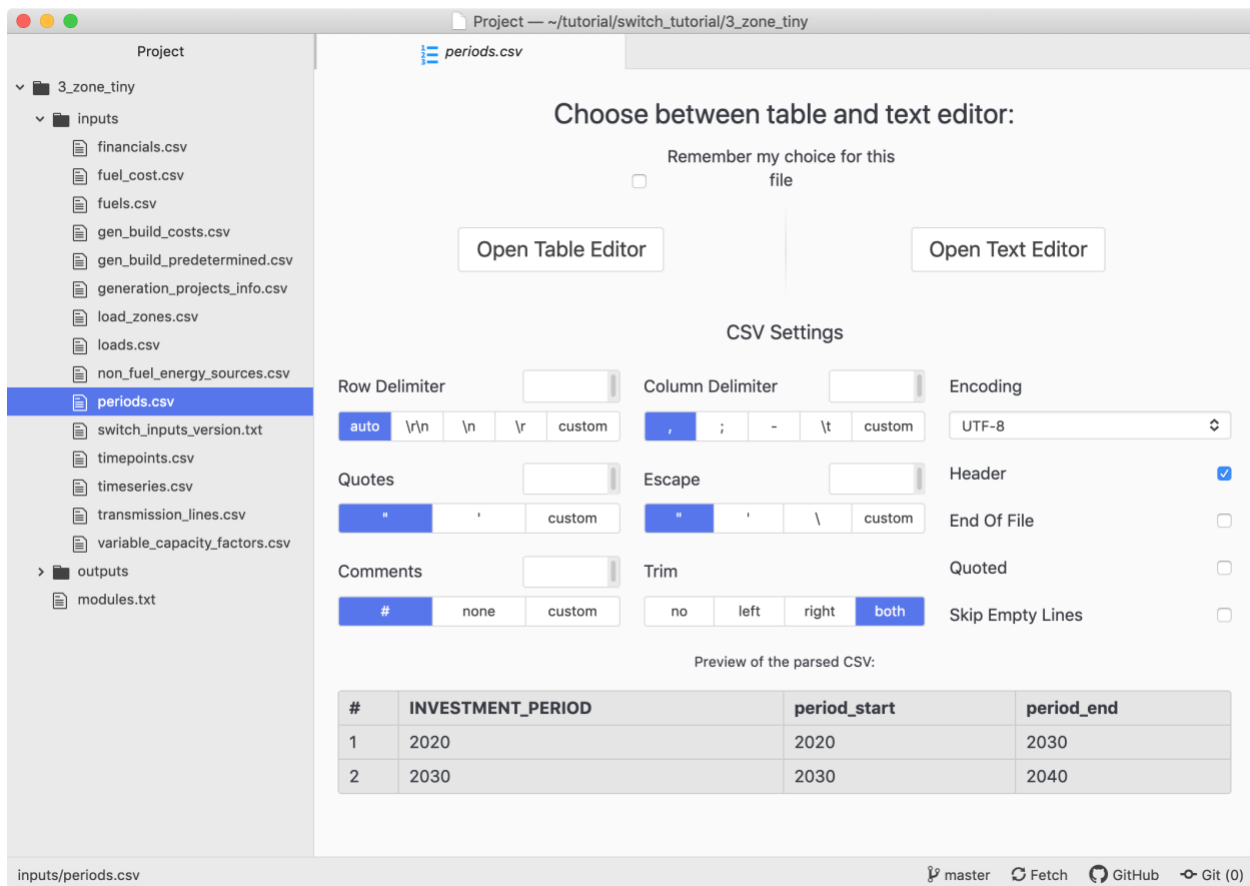 Project — ~/tutorial/switch_tutorial/3_zone_tiny
Project
periods.csv
3_zone_tiny
inputs
financials.csv
fuel_cost.csv
fuels.csv
gen_build_costs.csv
gen_build_predetermined.csv
generation_projects_info.csv
load_zones.csv
loads.csv
non_fuel_energy_sources.csv
periods.csv
switch_inputs_version.txt
timepoints.csv
timeseries.csv
transmission_lines.csv
variable_capacity_factors.csv
outputs
modules.txt
Choose between table and text editor:
Remember my choice for this
file
Open Table Editor
Open Text Editor
CSV Settings
Row Delimiter
auto \r\n \n \r custom
Column Delimiter
, ; - \t custom
Encoding
UTF-8
Quotes
" ' custom
Escape
" ' \ custom
Header
End Of File
Comments
# none custom
Trim
no left right both
Quoted
Skip Empty Lines
Preview of the parsed CSV:
# INVESTMENT_PERIOD period_start period_end
1 2020 2020 2030
2 2030 2030 2040
inputs/periods.csv
master Fetch GitHub Git (0)